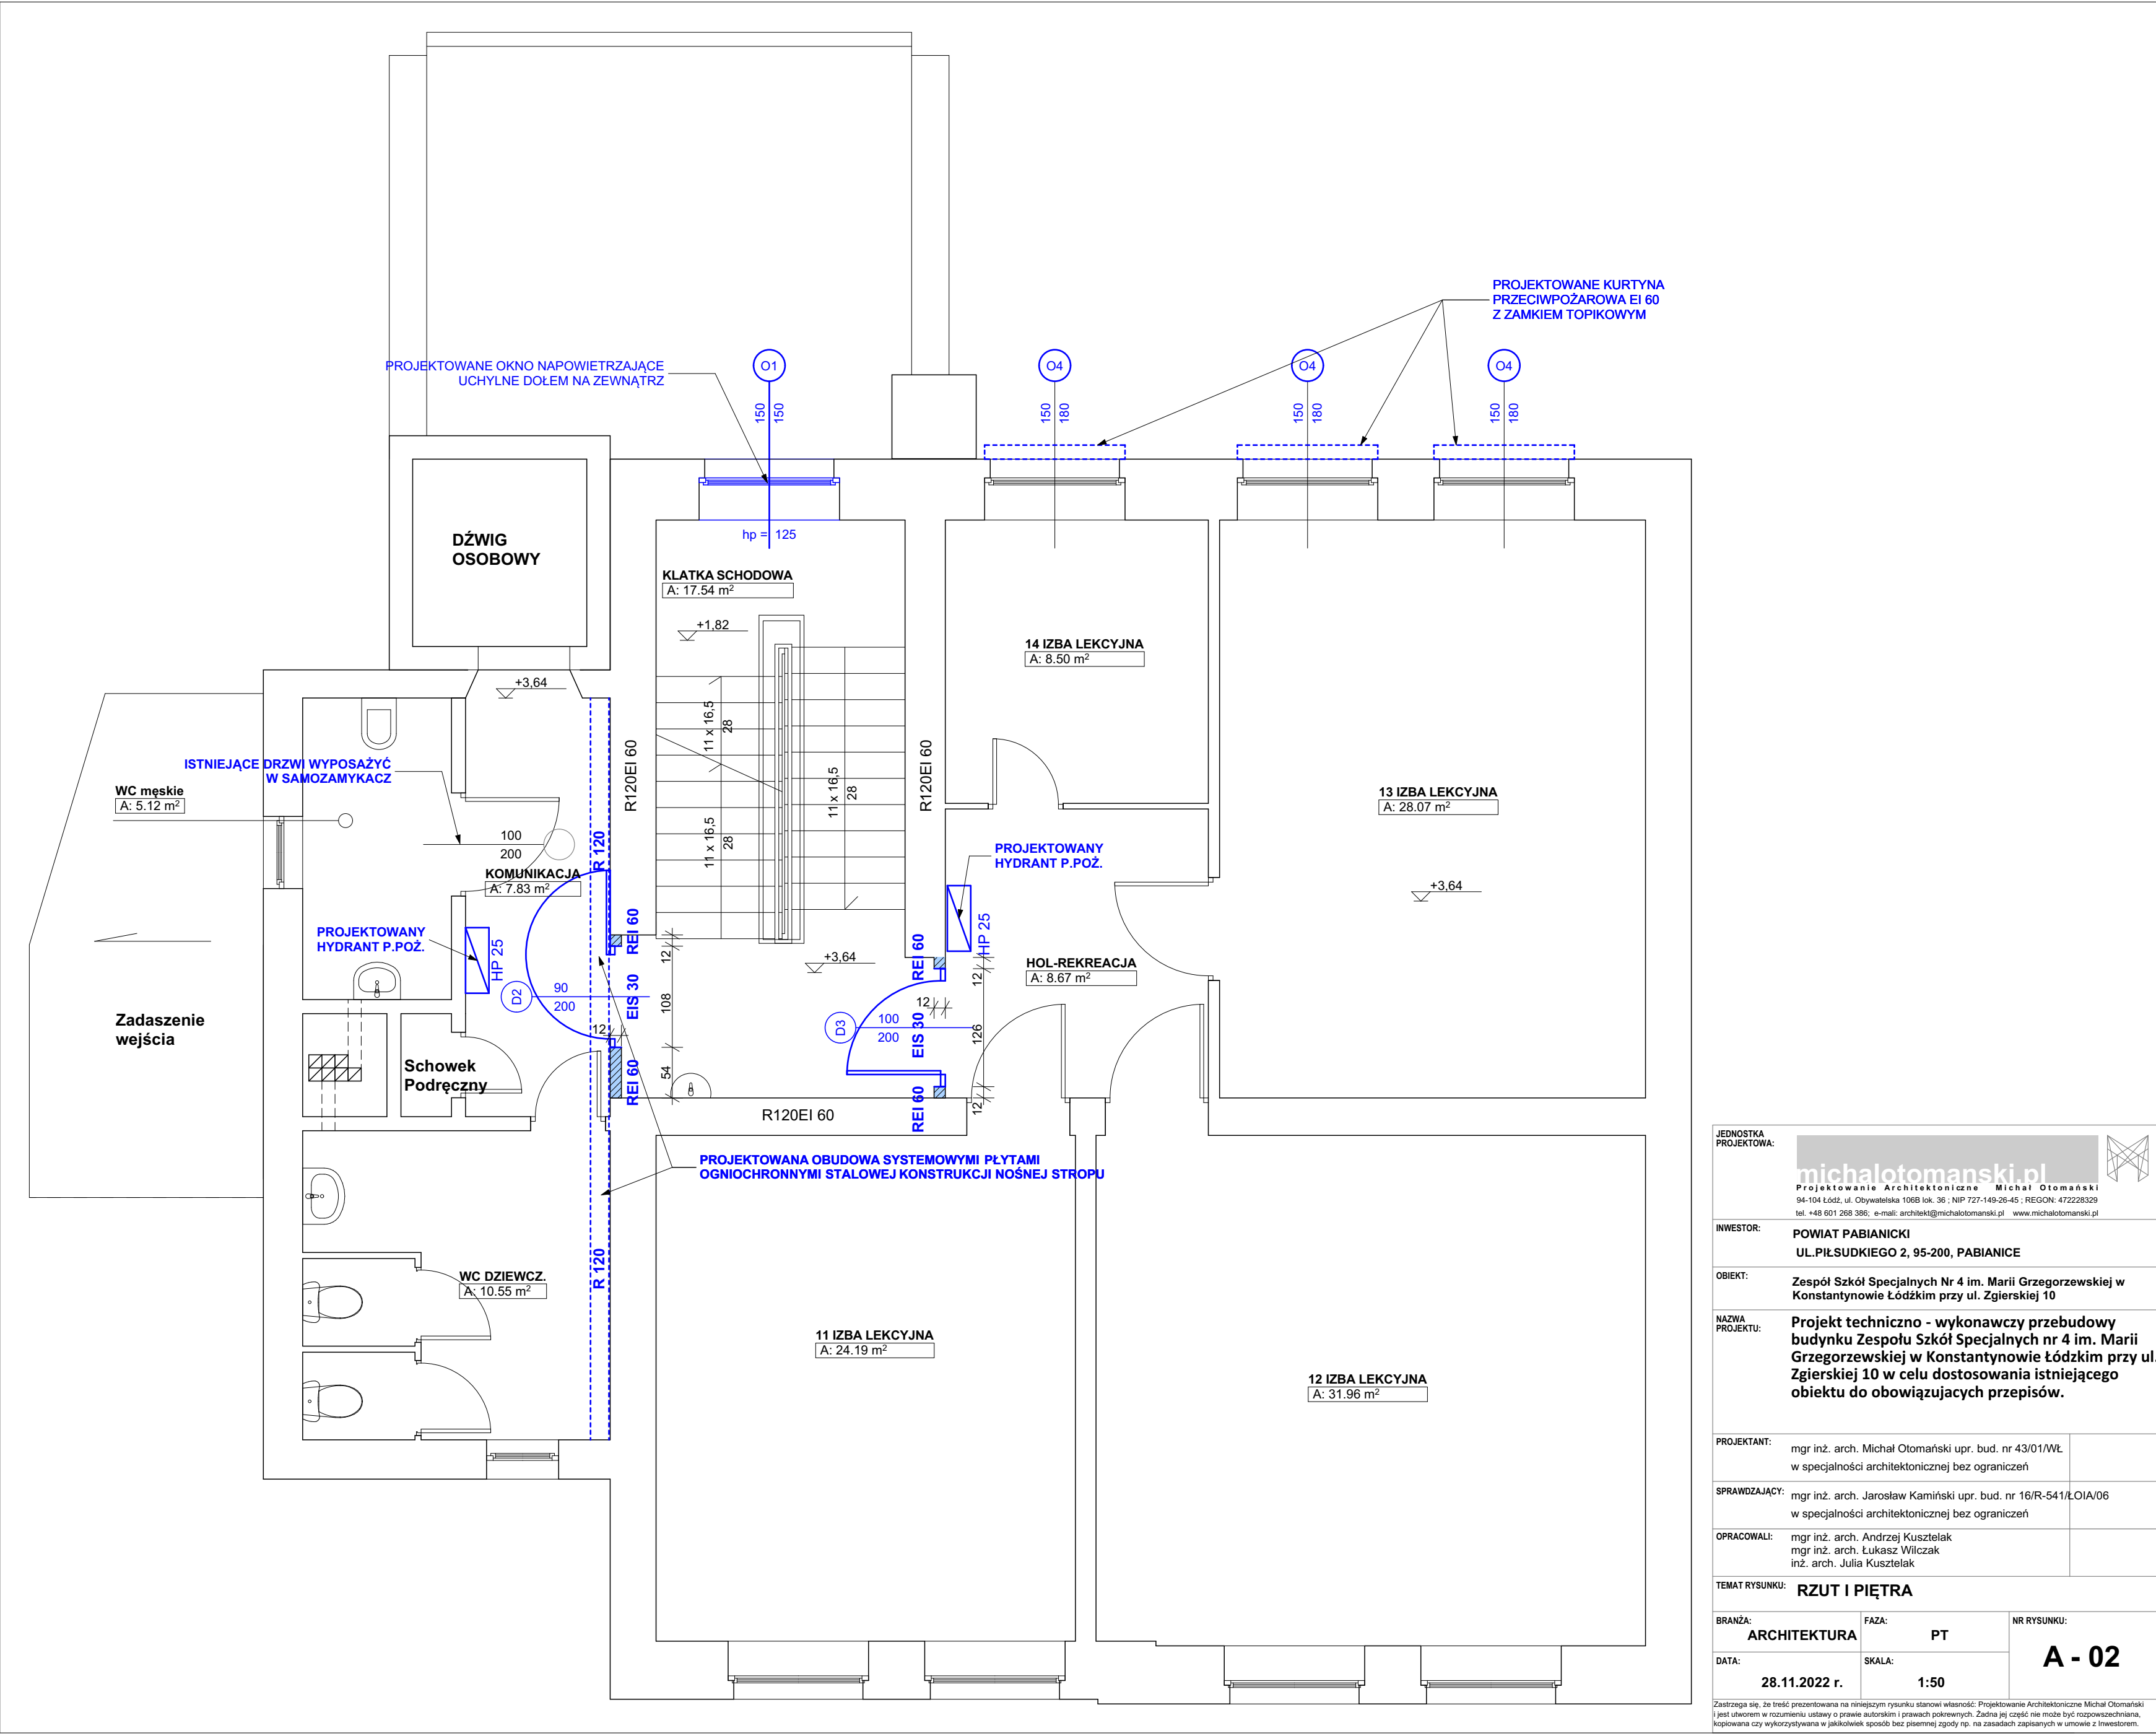 PROJEKTOWANE KURTYNA
PRZECIWPOŻAROWA EI 60
Z ZAMKIEM TOPIKOWYM
PROJEKTOWANE OKNO NAPOWIETRZAJĄCE
UCHYLNE DOŁEM NA ZEWNĄTRZ
O1
O4
O4
O4
150
150
150
180
150
180
150
180
hp = 125
DŹWIG
OSOBOWY
KLATKA SCHODOWA
A: 17.54 m²
+1,82
14 IZBA LEKCYJNA
A: 8.50 m²
+3,64
11 x 16,5
28
R120EI 60
R120EI 60
ISTNIEJĄCE DRZWI WYPOSAŻYĆ
W SAMOZAMYKACZ
WC męskie
A: 5.12 m²
11 x 16,5
28
13 IZBA LEKCYJNA
A: 28.07 m²
11 x 16,5
28
100
200
R 120
PROJEKTOWANY
HYDRANT P.POŻ.
KOMUNIKACJA
A: 7.83 m²
+3,64
PROJEKTOWANY
HYDRANT P.POŻ.
HP 25
REI 60
12
+3,64
REI 60
HP 25
HOL-REKREACJA
A: 8.67 m²
12
D2
90
200
EIS 30
108
12
D3
100
200
EIS 30
12
126
Zadaszenie
wejścia
Schowek
Podręczny
REI 60
54
REI 60
12
R120EI 60
PROJEKTOWANA OBUDOWA SYSTEMOWYMI PŁYTAMI
OGNIOCHRONNYMI STALOWEJ KONSTRUKCJI NOŚNEJ STROPU
R 120
WC DZIEWCZ.
A: 10.55 m²
11 IZBA LEKCYJNA
A: 24.19 m²
12 IZBA LEKCYJNA
A: 31.96 m²
JEDNOSTKA
PROJEKTOWA:
michalotomanski.pl
Projektowanie Architektoniczne Michał Otomański
94-104 Łódź, ul. Obywatelska 106B lok. 36 ; NIP 727-149-26-45 ; REGON: 472228329
tel. +48 601 268 386; e-mali: architekt@michalotomanski.pl www.michalotomanski.pl
INWESTOR:
POWIAT PABIANICKI
UL.PIŁSUDKIEGO 2, 95-200, PABIANICE
OBIEKT:
Zespół Szkół Specjalnych Nr 4 im. Marii Grzegorzewskiej w
Konstantynowie Łódźkim przy ul. Zgierskiej 10
NAZWA
PROJEKTU:
Projekt techniczno - wykonawczy przebudowy
budynku Zespołu Szkół Specjalnych nr 4 im. Marii
Grzegorzewskiej w Konstantynowie Łódzkim przy ul.
Zgierskiej 10 w celu dostosowania istniejącego
obiektu do obowiązujacych przepisów.
PROJEKTANT:
mgr inż. arch. Michał Otomański upr. bud. nr 43/01/WŁ
w specjalności architektonicznej bez ograniczeń
SPRAWDZAJĄCY:
mgr inż. arch. Jarosław Kamiński upr. bud. nr 16/R-541/ŁOIA/06
w specjalności architektonicznej bez ograniczeń
OPRACOWALI:
mgr inż. arch. Andrzej Kusztelak
mgr inż. arch. Łukasz Wilczak
inż. arch. Julia Kusztelak
TEMAT RYSUNKU:
RZUT I PIĘTRA
BRANŻA:
ARCHITEKTURA
FAZA:
PT
NR RYSUNKU:
A - 02
DATA:
28.11.2022 r.
SKALA:
1:50
Zastrzega się, że treść prezentowana na niniejszym rysunku stanowi własność: Projektowanie Architektoniczne Michał Otomański
i jest utworem w rozumieniu ustawy o prawie autorskim i prawach pokrewnych. Żadna jej część nie może być rozpowszechniana,
kopiowana czy wykorzystywana w jakikolwiek sposób bez pisemnej zgody np. na zasadach zapisanych w umowie z Inwestorem.